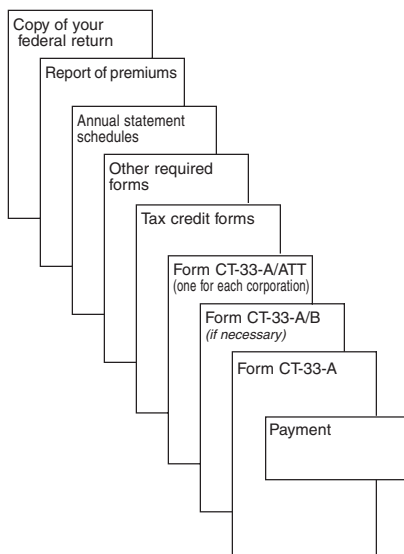 Copy of your
federal return
Report of premiums
Annual statement
schedules
Other required
forms
Tax credit forms
Form CT-33-A/ATT
(one for each corporation)
Form CT-33-A/B
(if necessary)
Form CT-33-A
Payment